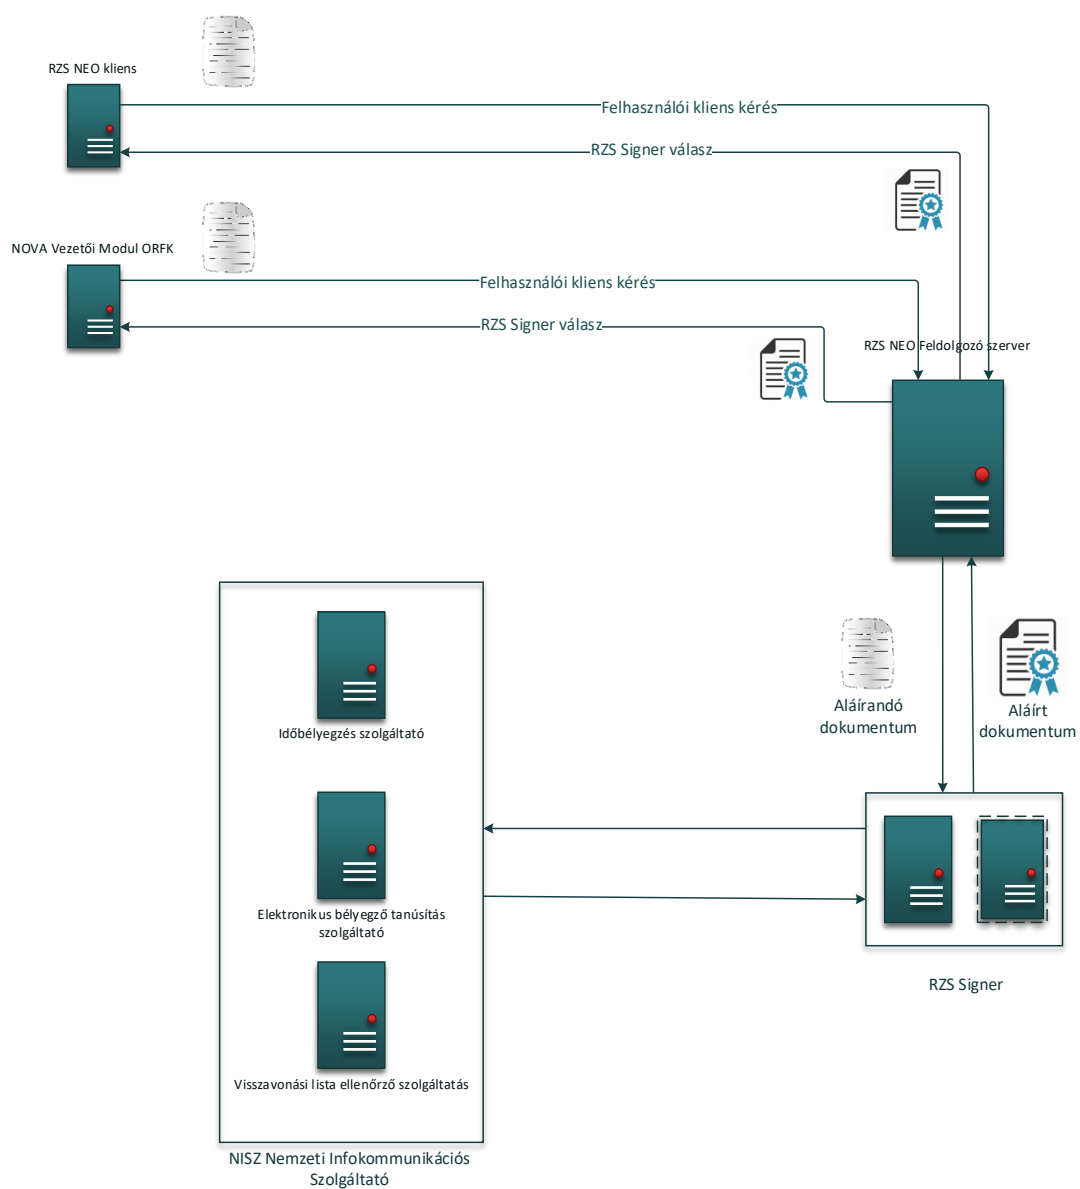 RZS NEO kliens
Felhasználói kliens kérés
RZS Signer válasz
NOVA Vezetői Modul ORFK
Felhasználói kliens kérés
RZS Signer válasz
RZS NEO Feldolgozó szerver
Aláírandó
dokumentum
Aláírt
dokumentum
Időbélyegzés szolgáltató
Elektronikus bélyegző tanúsítás
szolgáltató
RZS Signer
Visszavonási lista ellenőrző szolgáltatás
NISZ Nemzeti Infokommunikációs
Szolgáltató